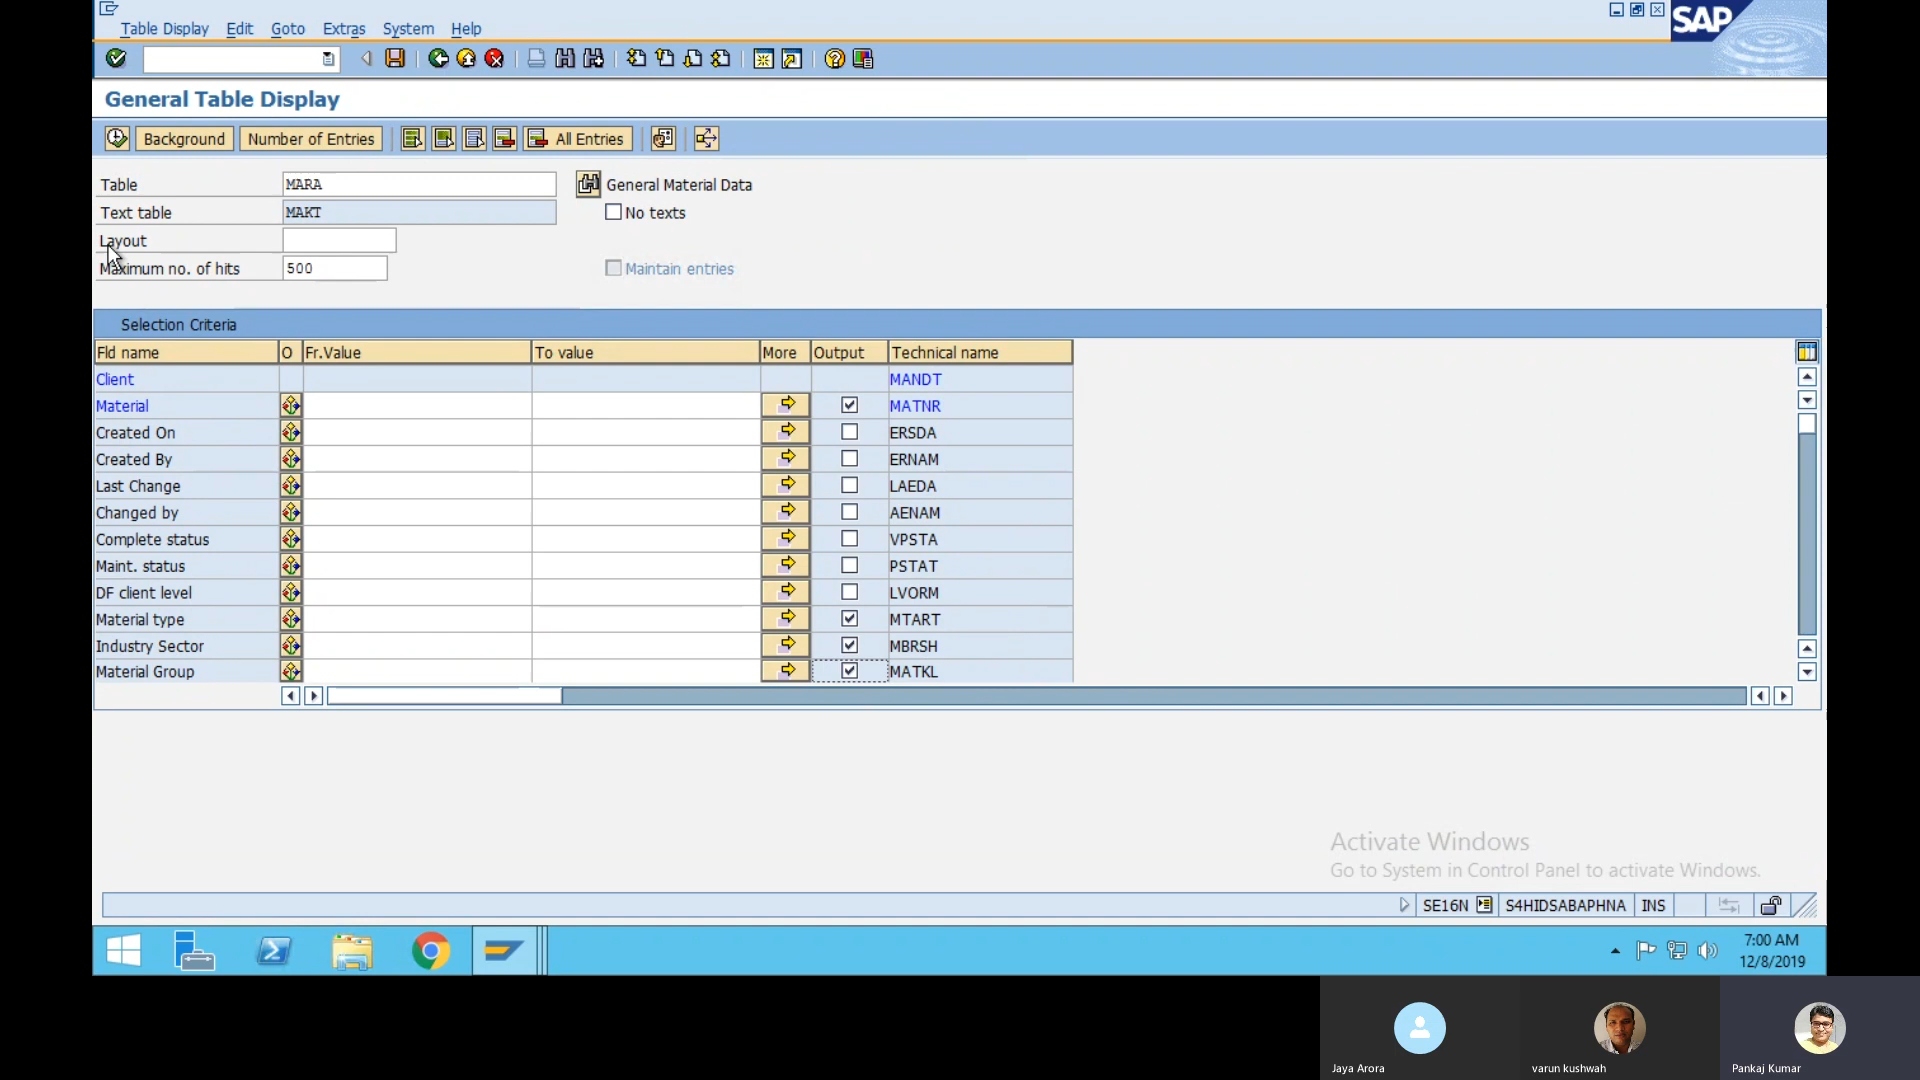 Table Display Edit Goto Extras System Help
SAP
General Table Display
Background Number of Entries All Entries
Table MARA General Material Data
Text table MAKT No texts
Layout
Maximum no. of hits 500 Maintain entries
Selection Criteria
Fld name O Fr.Value To value More Output Technical name
Client MANDT
Material MATNR
Created On ERSDA
Created By ERNAM
Last Change LAEDA
Changed by AENAM
Complete status VPSTA
Maint. status PSTAT
DF client level LVORM
Material type MTART
Industry Sector MBRSH
Material Group MATKL
Activate Windows
Go to System in Control Panel to activate Windows.
SE16N S4HIDSABAPHNA INS
7:00 AM
12/8/2019
Jaya Arora varun kushwah Pankaj Kumar